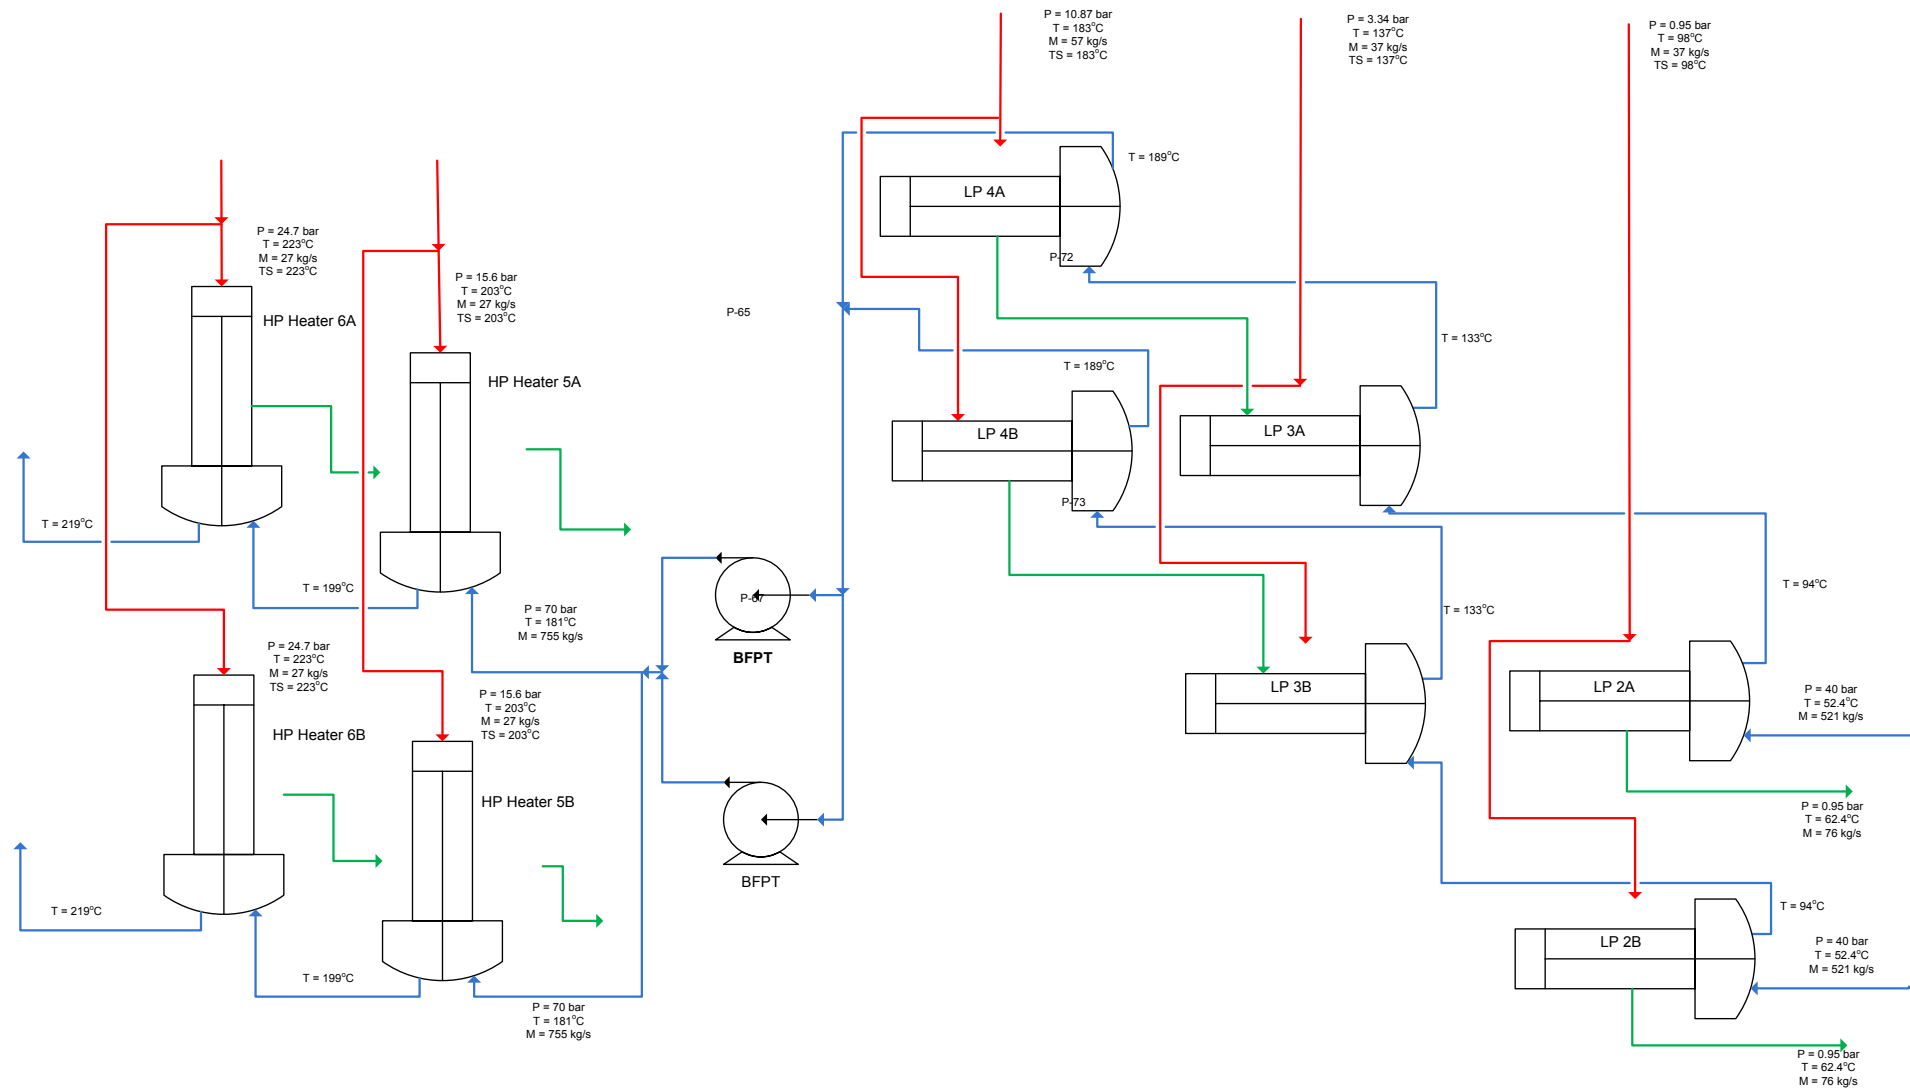 P = 10.87 bar
T = 183°C
M = 57 kg/s
TS = 183°C
P = 3.34 bar
T = 137°C
M = 37 kg/s
TS = 137°C
P = 0.95 bar
T = 98°C
M = 37 kg/s
TS = 98°C
T = 189°C
LP 4A
P-72
P = 24.7 bar
T = 223°C
M = 27 kg/s
TS = 223°C
P = 15.6 bar
T = 203°C
M = 27 kg/s
TS = 203°C
HP Heater 6A
P-65
T = 133°C
HP Heater 5A
T = 189°C
LP 4B
LP 3A
P-73
T = 219°C
T = 199°C
P = 70 bar
T = 181°C
M = 755 kg/s
P-67
BFPT
T = 94°C
T = 133°C
P = 24.7 bar
T = 223°C
M = 27 kg/s
TS = 223°C
P = 15.6 bar
T = 203°C
M = 27 kg/s
TS = 203°C
LP 3B
LP 2A
P = 40 bar
T = 52.4°C
M = 521 kg/s
HP Heater 6B
HP Heater 5B
P = 0.95 bar
T = 62.4°C
M = 76 kg/s
BFPT
T = 219°C
T = 94°C
LP 2B
P = 40 bar
T = 52.4°C
M = 521 kg/s
T = 199°C
P = 70 bar
T = 181°C
M = 755 kg/s
P = 0.95 bar
T = 62.4°C
M = 76 kg/s